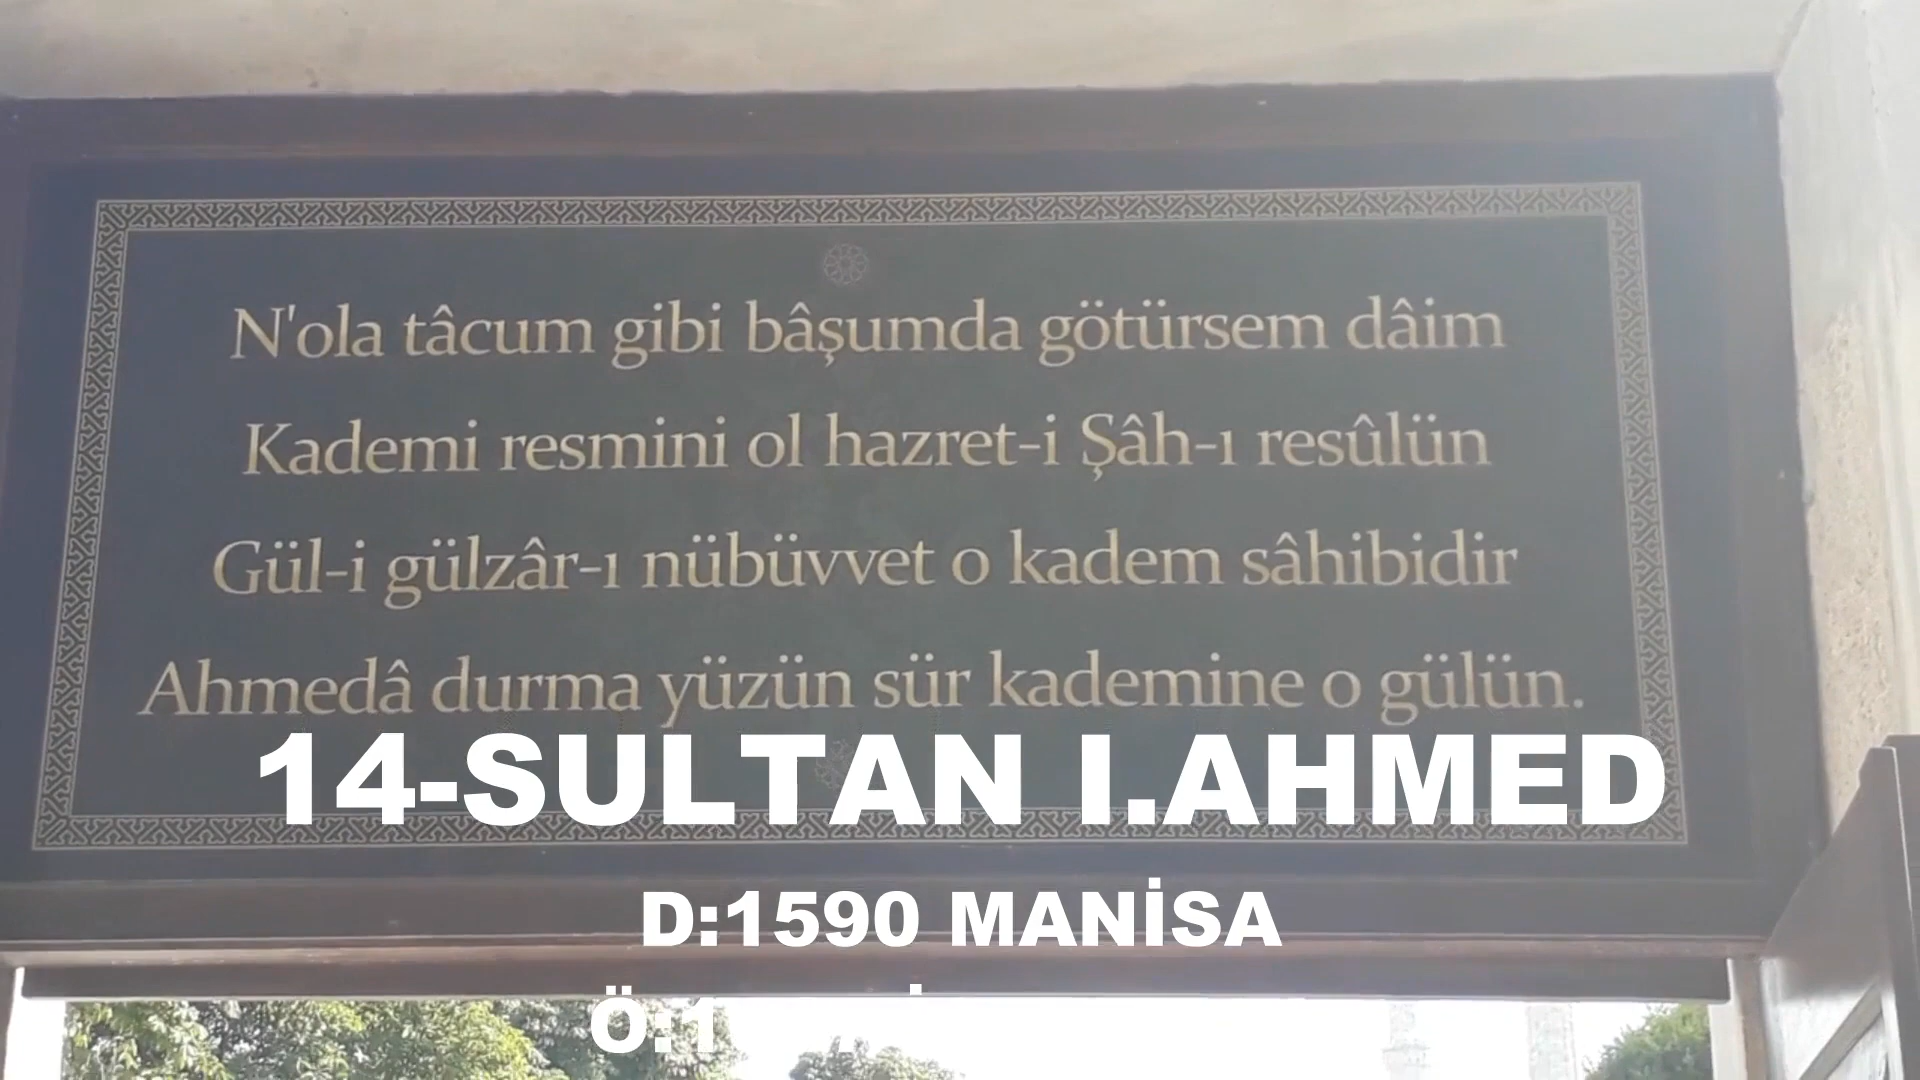 N'ola tâcum gibi bâşumda götürsem dâim
Kademi resmini ol hazret-i Şâh-ı resûlün
Gül-i gülzâr-ı nübüvvet o kadem sâhibidir
Ahmedâ durma yüzün sür kademine o gülün.
14-SULTAN I.AHMED
D:1590 MANİSA
Ö:1